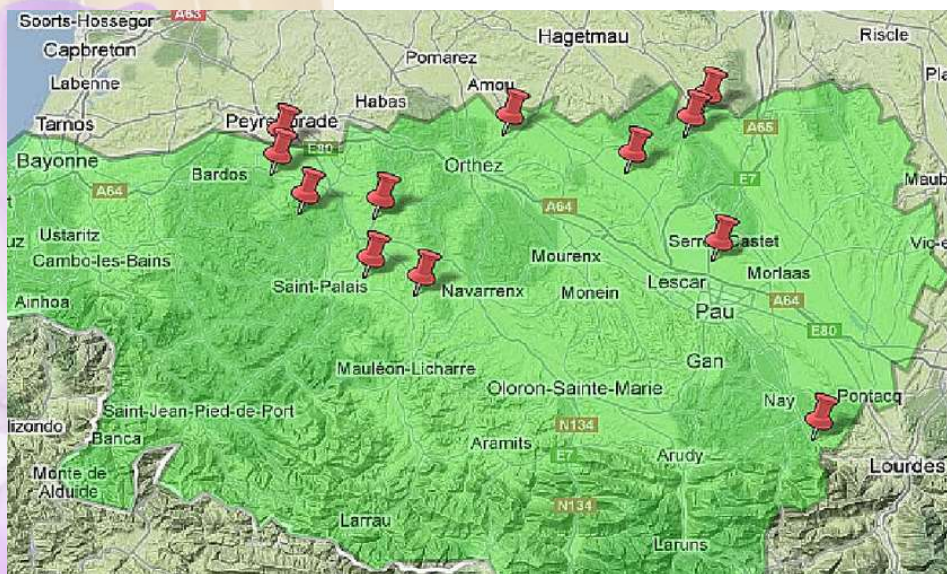 Soorts-Hossegor
A63
Hagetmau
Riscle
Capbreton
Pomarez
Labenne
Amou
Habas
Tarnos
Bayonne
E80
Orthez
A65
Bardos
E7
A64
A64
Ustaritz
Cambo-les-Bains
Serres-Castet
Mourenx
Morlaas
Lescar
Saint-Palais
Navarrenx
Monein
A64
Ainhoa
Pau
E80
Gan
Mauléon-Licharre
Oloron-Sainte-Marie
Nay
Pontacq
Saint-Jean-Pied-de-Port
N134
Banca
Aramits
E7
Arudy
Lourdes
Monte de
Alduide
N134
Larrau
Laruns